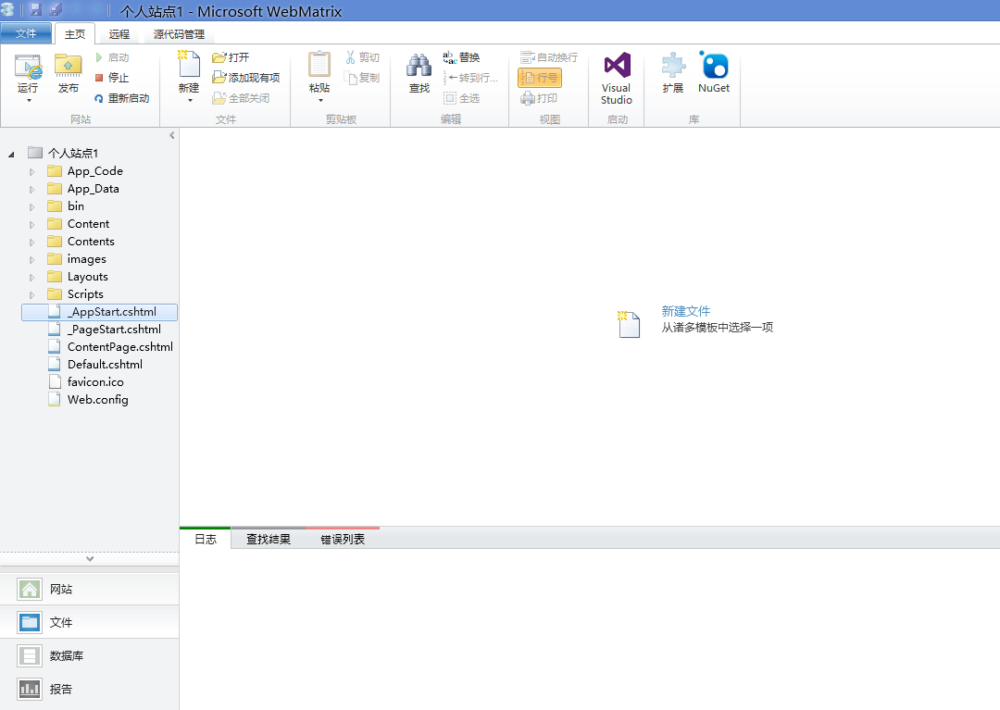 个人站点1 - Microsoft WebMatrix
文件 主页 远程 源代码管理
运行 发布 启动 停止 重新启动
网站
新建 打开 添加现有项 全部关闭
文件
粘贴 剪切 复制
剪贴板
查找 替换 转到行... 全选
编辑
自动换行 行号 打印
视图
Visual Studio
启动
扩展 NuGet
库
个人站点1
App_Code
App_Data
bin
Content
Contents
images
Layouts
Scripts
_AppStart.cshtml
_PageStart.cshtml
ContentPage.cshtml
Default.cshtml
favicon.ico
Web.config
新建文件
从诸多模板中选择一项
日志 查找结果 错误列表
网站
文件
数据库
报告